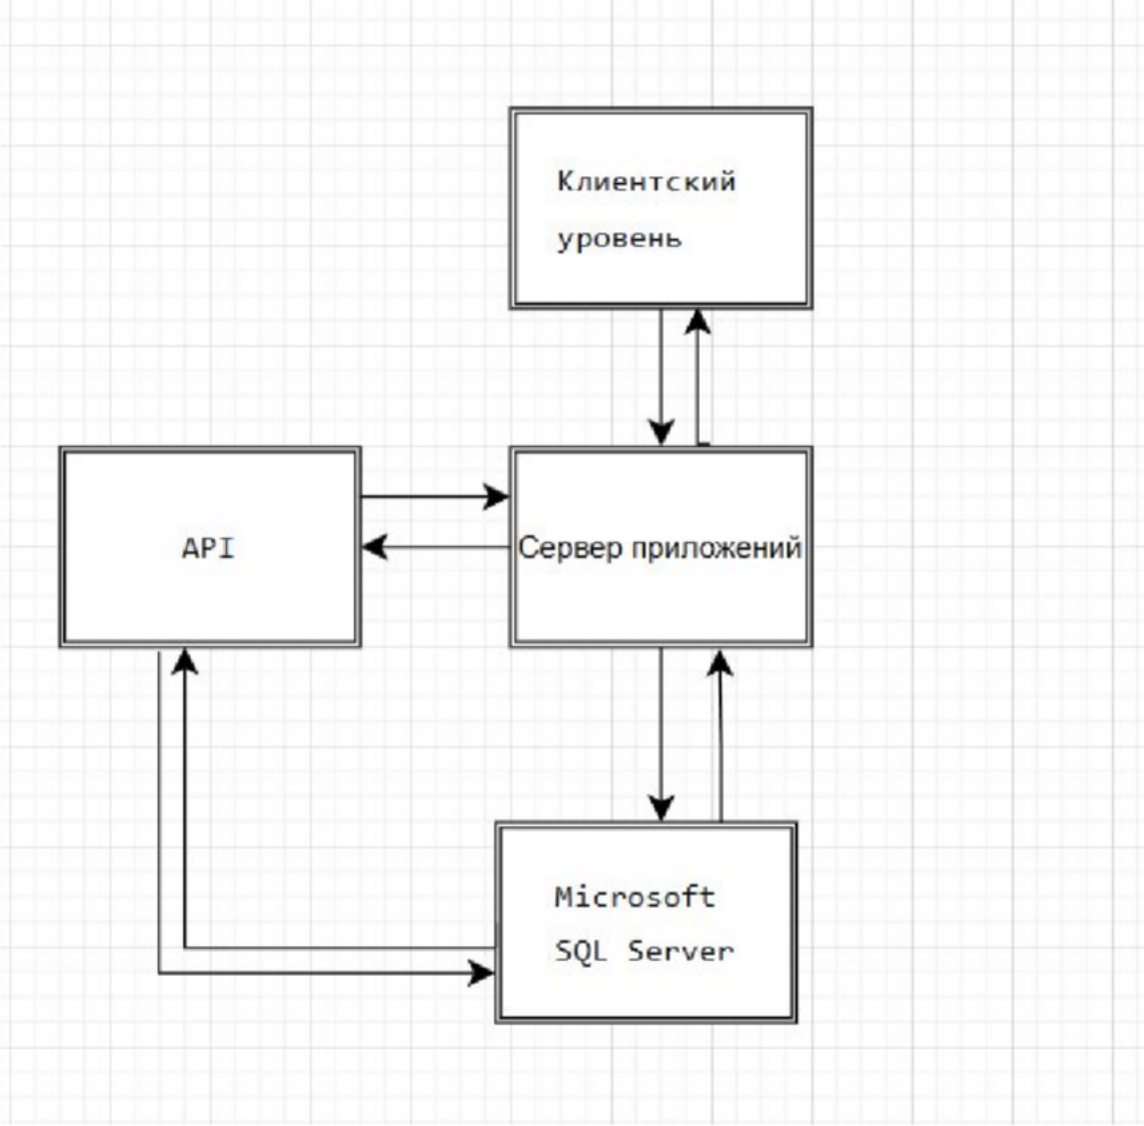 Клиентский
уровень
API
Сервер приложений
Microsoft
SQL Server